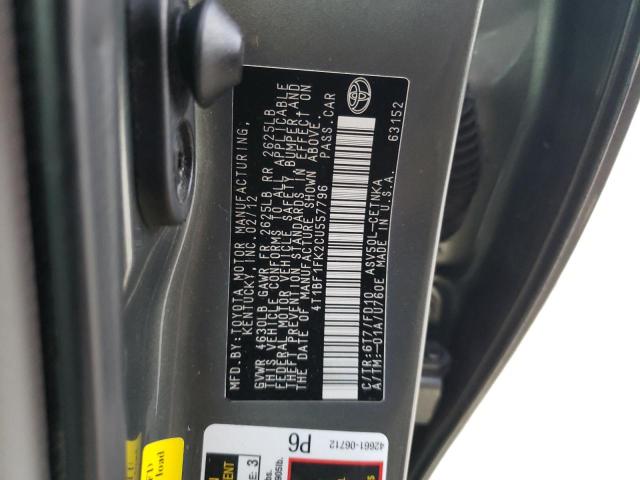 MFD.BY:TOYOTA MOTOR MANUFACTURING,
KENTUCKY, INC. 02/12
GVWR 4630LB GAWR FR 2625LB RR 2625LB
THIS VEHICLE CONFORMS TO ALL APPLICABLE
FEDERAL MOTOR VEHICLE SAFETY, BUMPER, AND
THEFT PREVENTION STANDARDS IN EFFECT ON
THE DATE OF MANUFACTURE SHOWN ABOVE.
4T1BF1FK2CU557796 PASS.CAR
C/TR:6T7/FD10 ASV50L-CETNKA
A/TM:-01A/U760E MADE IN U.S.A.
63152
P6
42661-06712
3
load